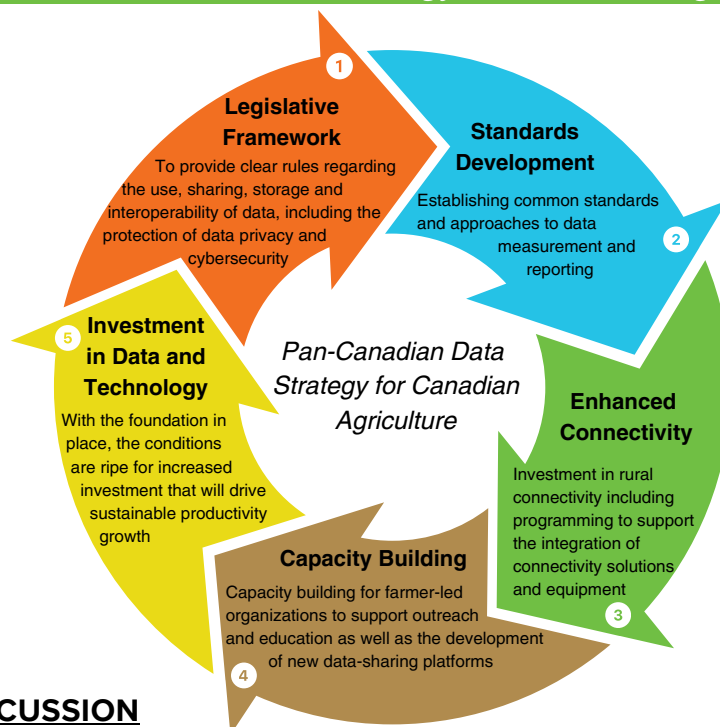 1
Legislative
Framework
To provide clear rules regarding
the use, sharing, storage and
interoperability of data, including the
protection of data privacy and
cybersecurity
Standards
Development
Establishing common standards
and approaches to data
measurement and
reporting
2
Enhanced
Connectivity
Investment in rural
connectivity including
programming to support
the integration of
connectivity solutions
and equipment
3
Capacity Building
Capacity building for farmer-led
organizations to support outreach
and education as well as the development
of new data-sharing platforms
4
5
Investment
in Data and
Technology
With the foundation in
place, the conditions
are ripe for increased
investment that will drive
sustainable productivity
growth
Pan-Canadian Data
Strategy for Canadian
Agriculture
CUSSION